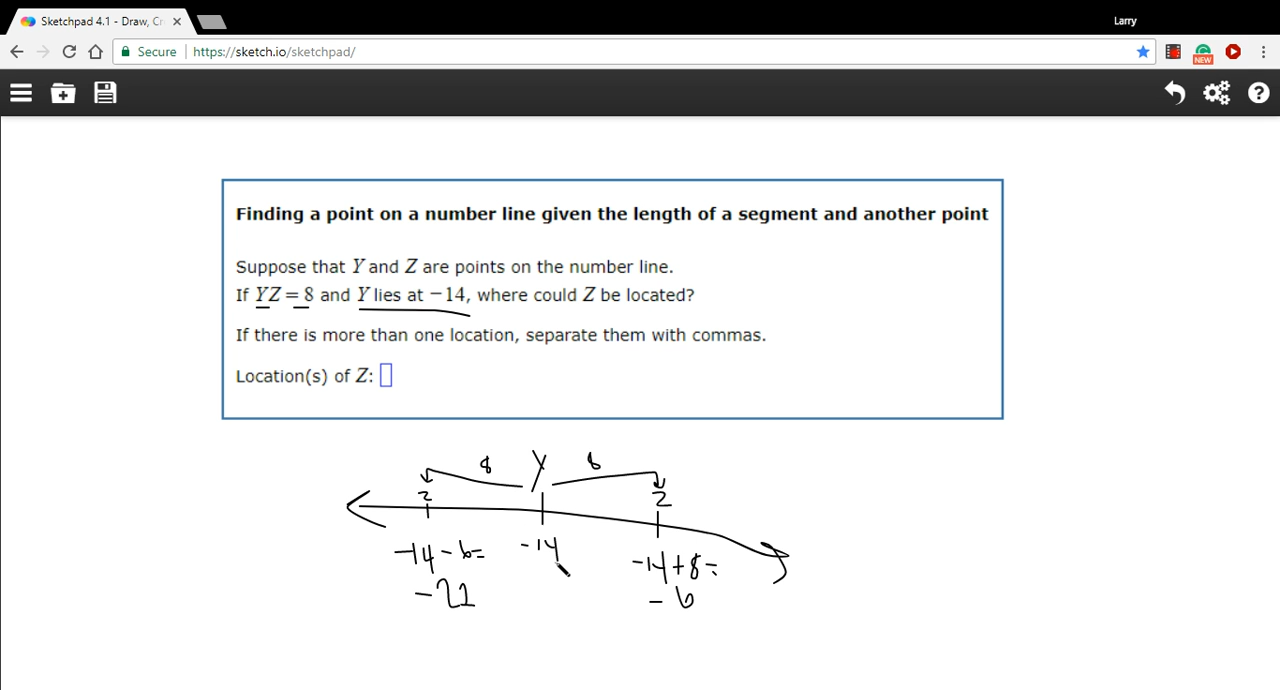 Sketchpad 4.1 - Draw, Cr
Larry
Secure https://sketch.io/sketchpad/
NEW
Finding a point on a number line given the length of a segment and another point
Suppose that Y and Z are points on the number line.
If YZ = 8 and Y lies at −14, where could Z be located?
If there is more than one location, separate them with commas.
Location(s) of Z:
8 Y 8
Z Z
-14 - 6= -14 -14+8=
-22 -6